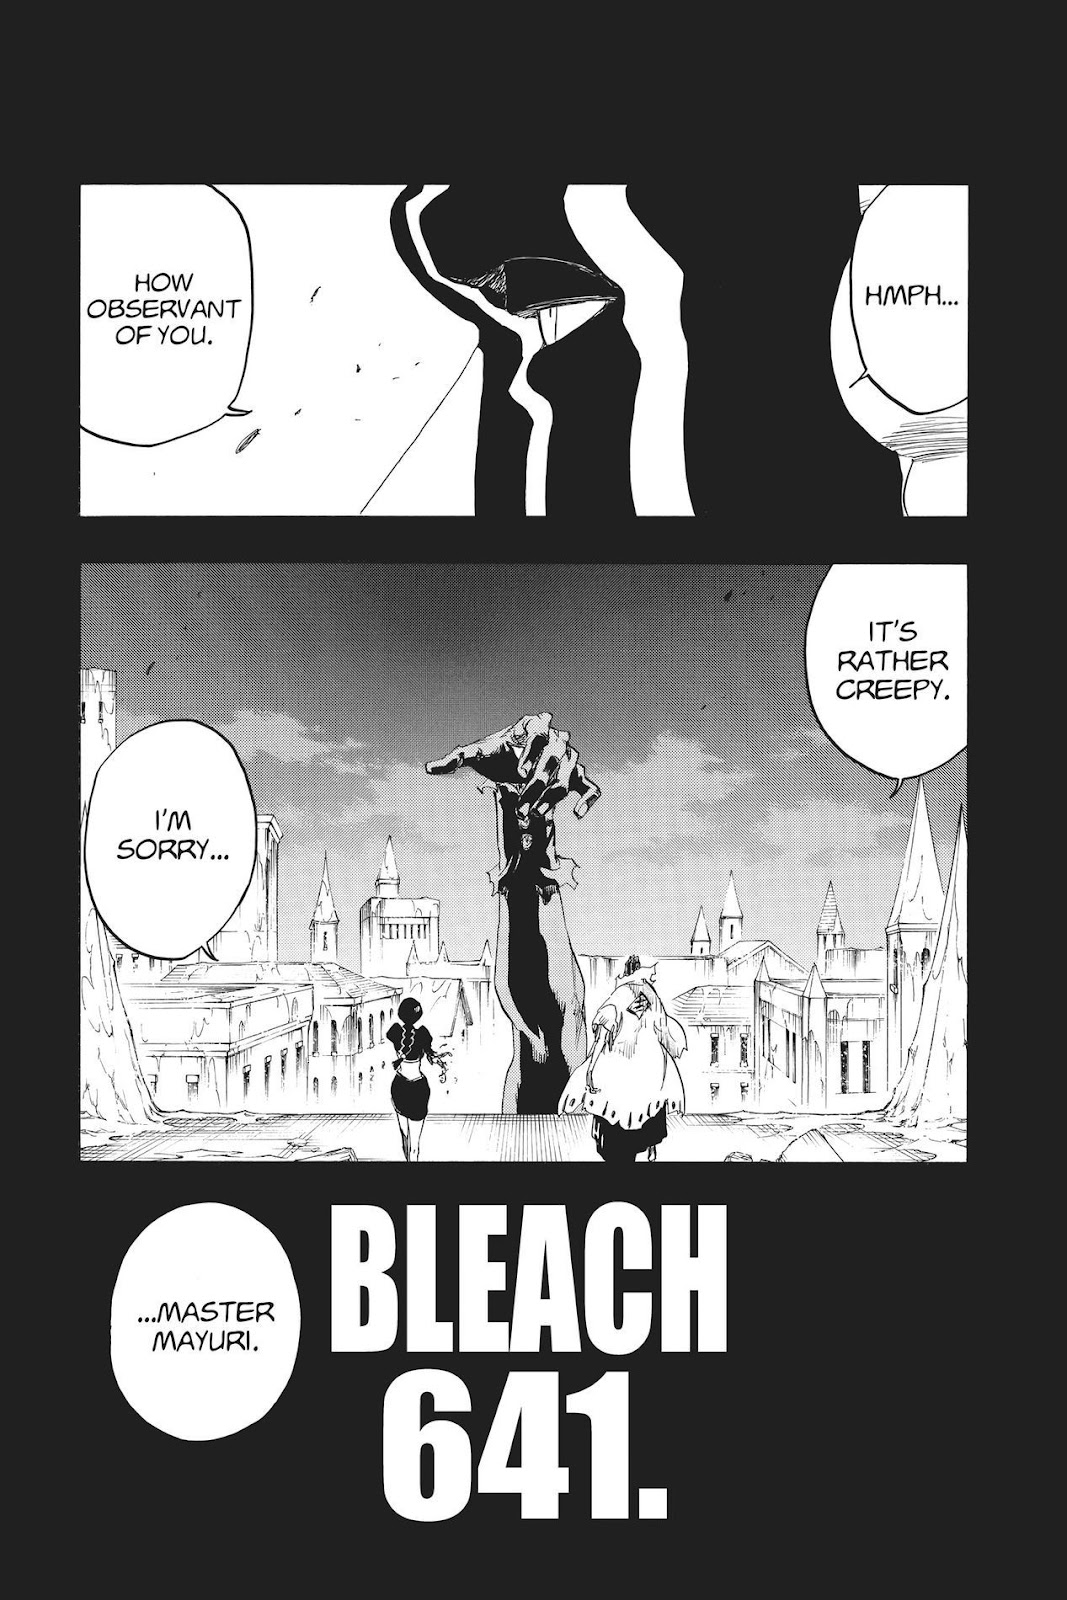 HMPH...
HOW
OBSERVANT
OF YOU.
IT'S
RATHER
CREEPY.
I'M
SORRY...
...MASTER
MAYURI.
BLEACH
641.